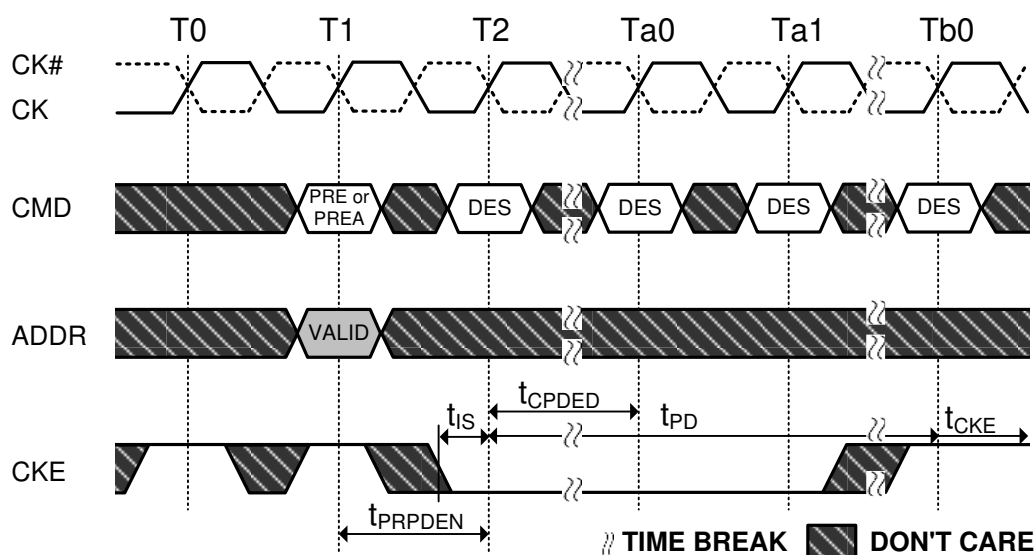 T0 T1 T2 Ta0 Ta1 Tb0
CK#
CK
CMD
PRE or
PREA
DES DES DES DES
ADDR
VALID
tCPDED
tIS
tPD
tCKE
CKE
tPRPDEN
TIME BREAK DON'T CARE